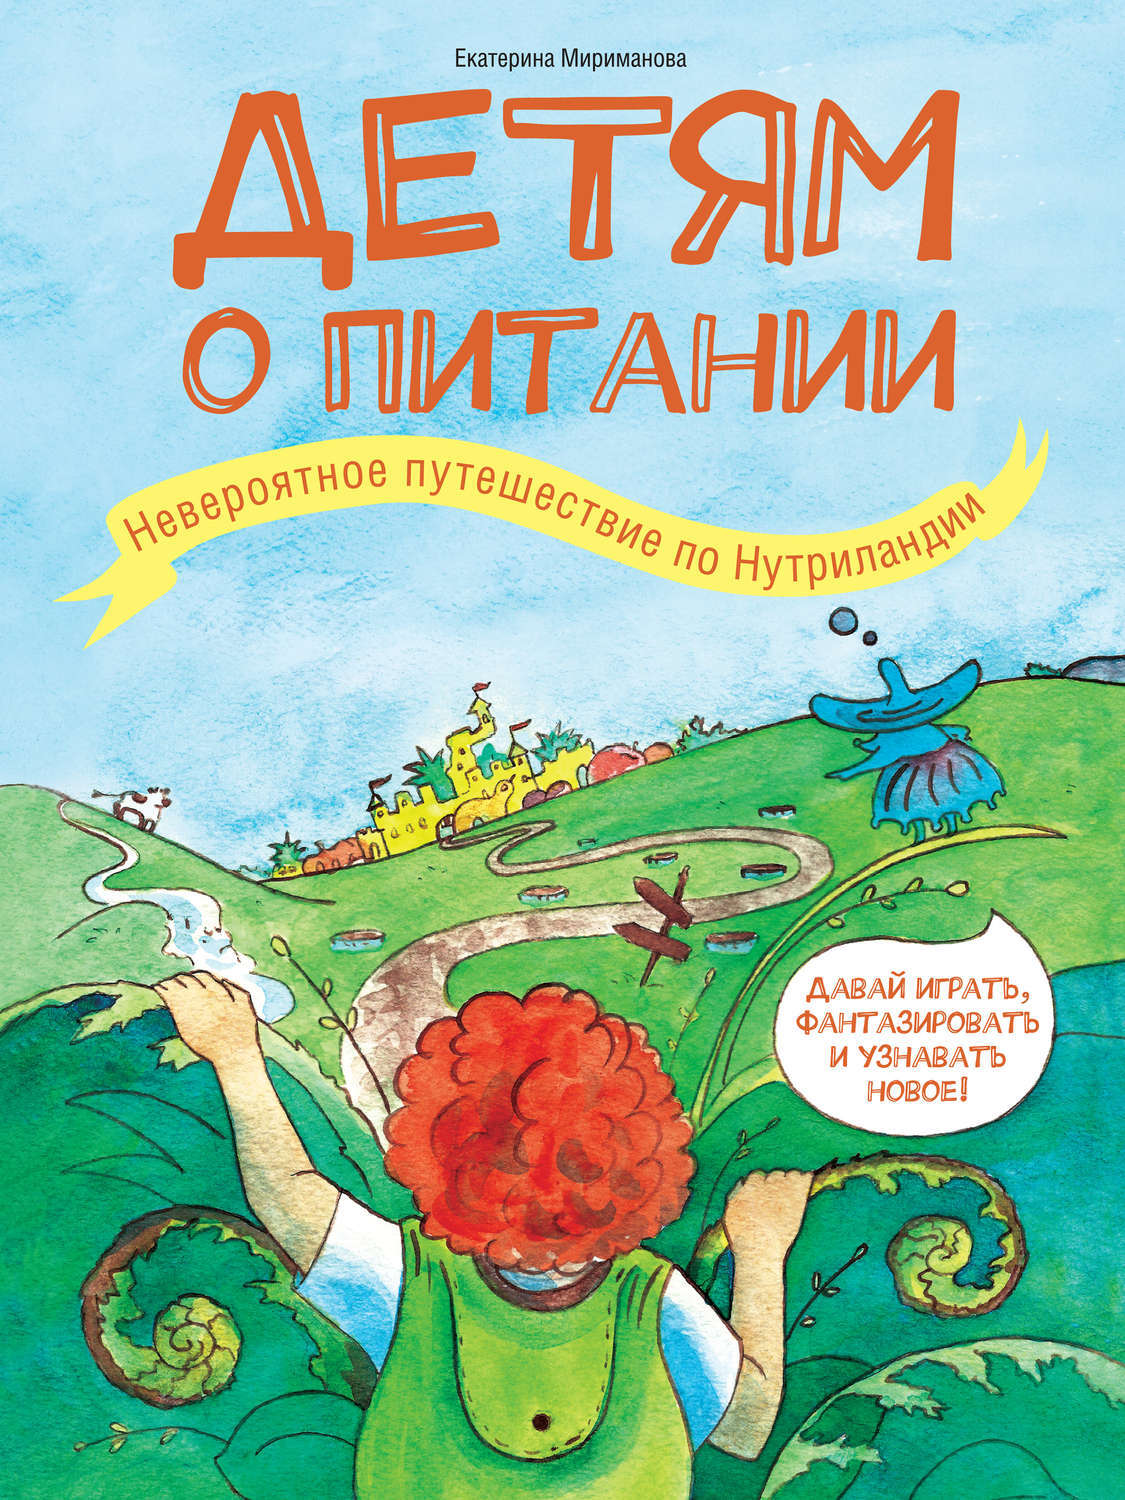 Екатерина Мириманова
ДЕТЯМ
О ПИТАНИИ
Невероятное путешествие по Нутриландии
ДАВАЙ ИГРАТЬ,
ФАНТАЗИРОВАТЬ
И УЗНАВАТЬ
НОВОЕ!